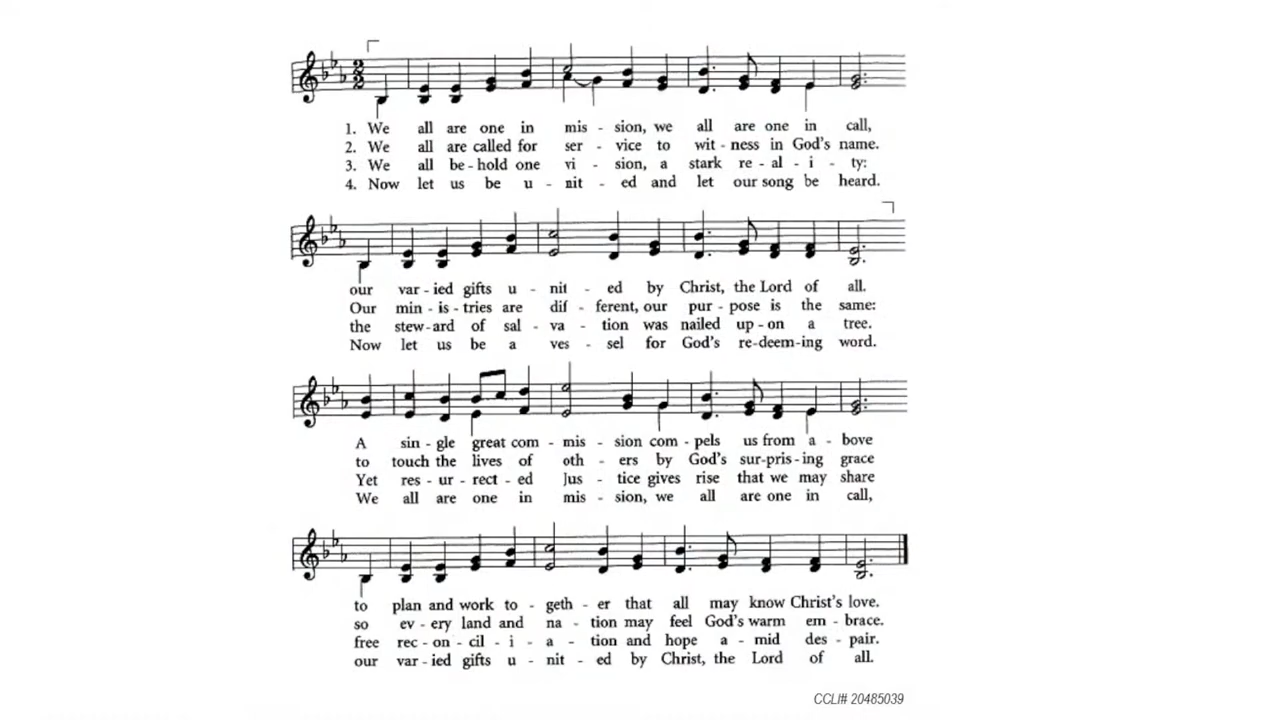 1. We all are one in mis - sion, we all are one in call,
2. We all are called for ser - vice to wit - ness in God's name.
3. We all be - hold one vi - sion, a stark re - al - i - ty:
4. Now let us be u - nit - ed and let our song be heard.
our var - ied gifts u - nit - ed by Christ, the Lord of all.
Our min - is - tries are dif - ferent, our pur - pose is the same:
the stew - ard of sal - va - tion was nailed up - on a tree.
Now let us be a ves - sel for God's re - deem - ing word.
A sin - gle great com - mis - sion com - pels us from a - bove
to touch the lives of oth - ers by God's sur - pris - ing grace
Yet res - ur - rect - ed Jus - tice gives rise that we may share
We all are one in mis - sion, we all are one in call,
to plan and work to - geth - er that all may know Christ's love.
so ev - ery land and na - tion may feel God's warm em - brace.
free rec - on - cil - i - a - tion and hope a - mid des - pair.
our var - ied gifts u - nit - ed by Christ, the Lord of all.
CCLI# 20485039